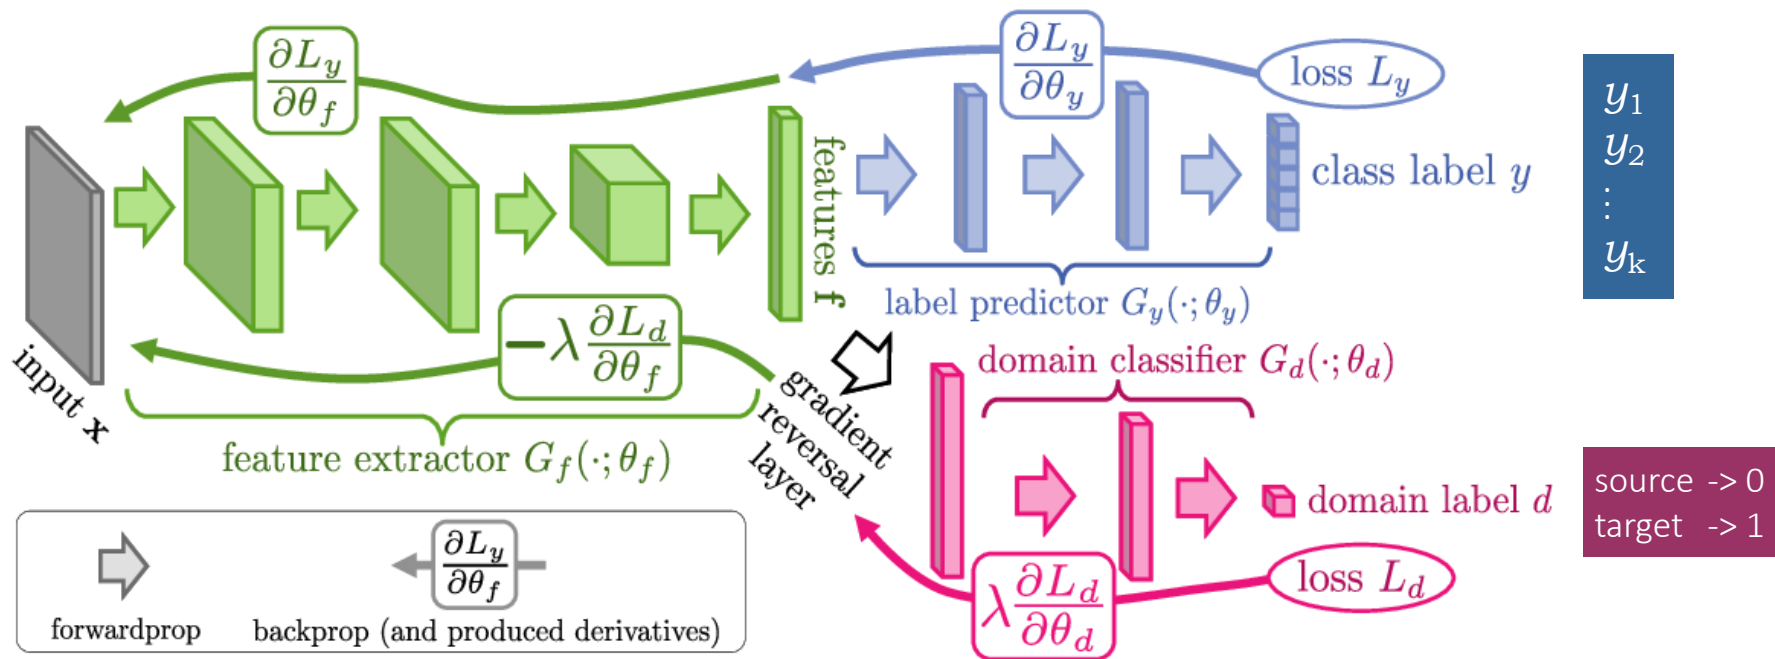 ∂L_y
∂θ_f
∂L_y
∂θ_y
loss L_y
y_1
y_2
⋮
y_k
features f
class label y
label predictor G_y(·; θ_y)
−λ ∂L_d
∂θ_f
input x
feature extractor G_f(·; θ_f)
gradient
reversal
layer
domain classifier G_d(·; θ_d)
domain label d
source -> 0
target -> 1
loss L_d
λ ∂L_d
∂θ_d
∂L_y
∂θ_f
forwardprop
backprop (and produced derivatives)